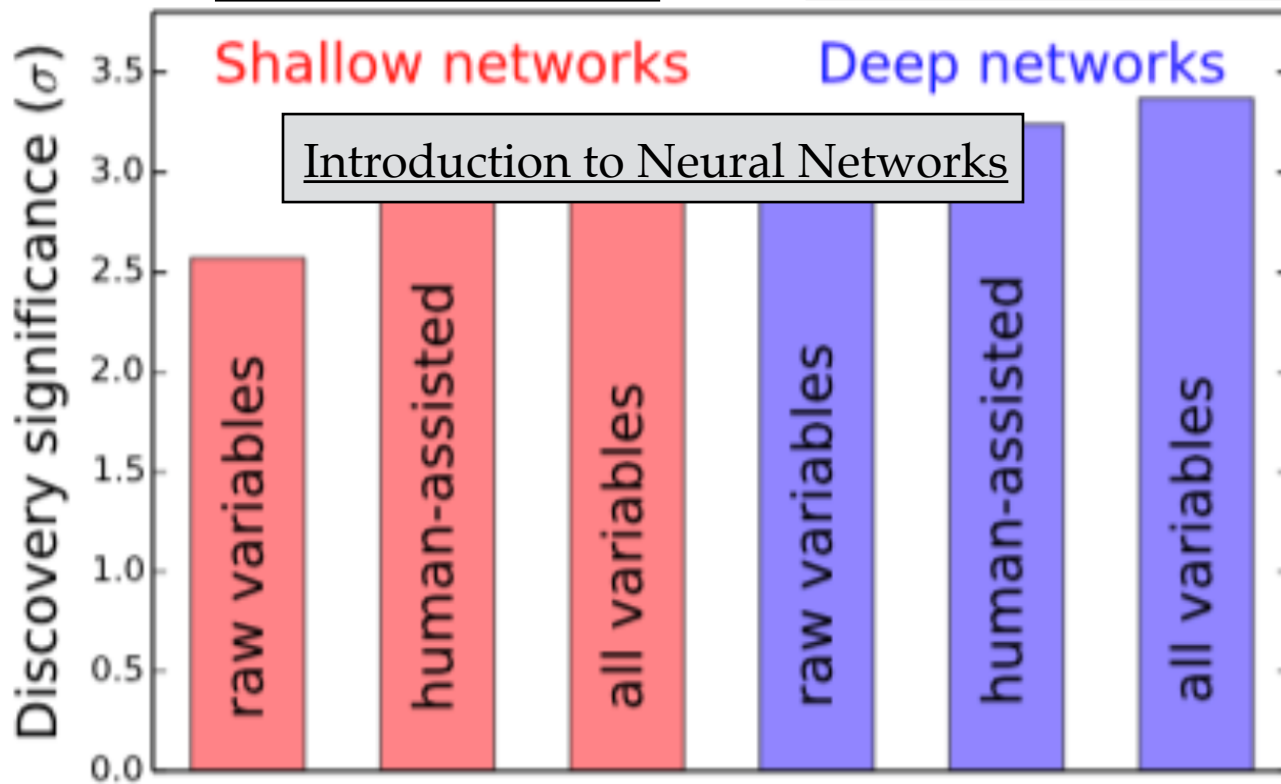 Shallow networks
Deep networks
Introduction to Neural Networks
Discovery significance (σ)
3.5
3.0
2.5
2.0
1.5
1.0
0.5
0.0
raw variables
human-assisted
all variables
raw variables
human-assisted
all variables